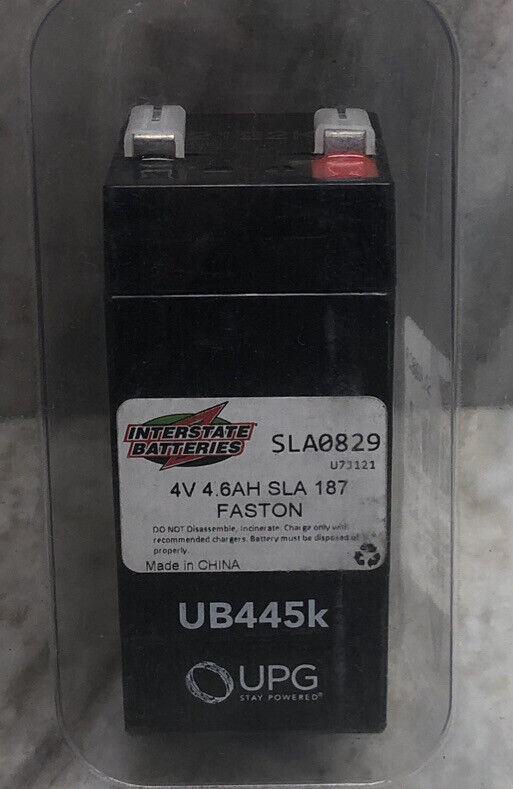 INTERSTATE
BATTERIES
SLA0829
U73121
4V 4.6AH SLA 187
FASTON
DO NOT Disassemble, Incinerate. Charge only with
recommended chargers. Battery must be disposed of
properly.
Made in CHINA
UB445k
UPG
STAY POWERED®